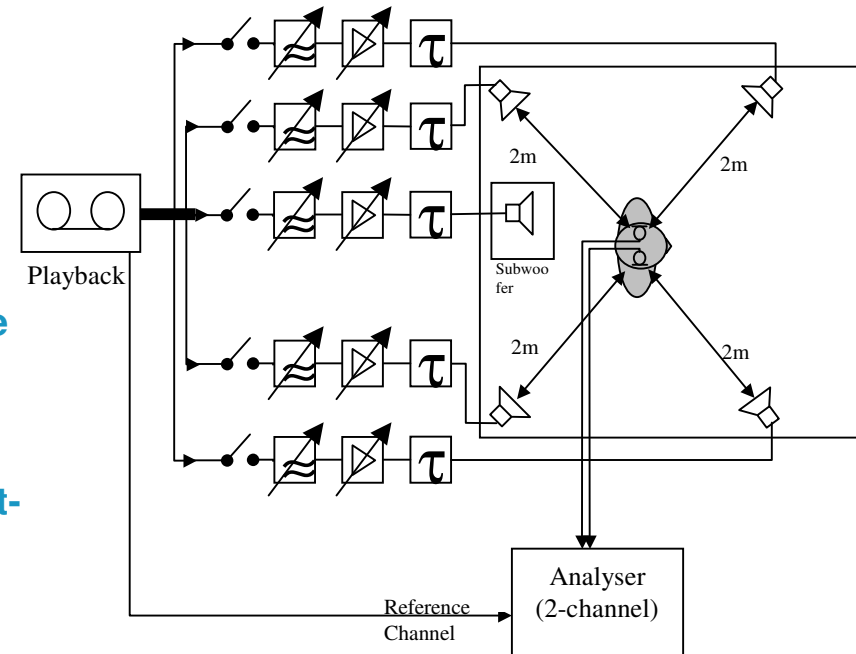 τ
τ
2m
2m
τ
Subwoo
fer
Playback
e
2m
2m
τ
τ
t-
Analyser
(2-channel)
Reference
Channel